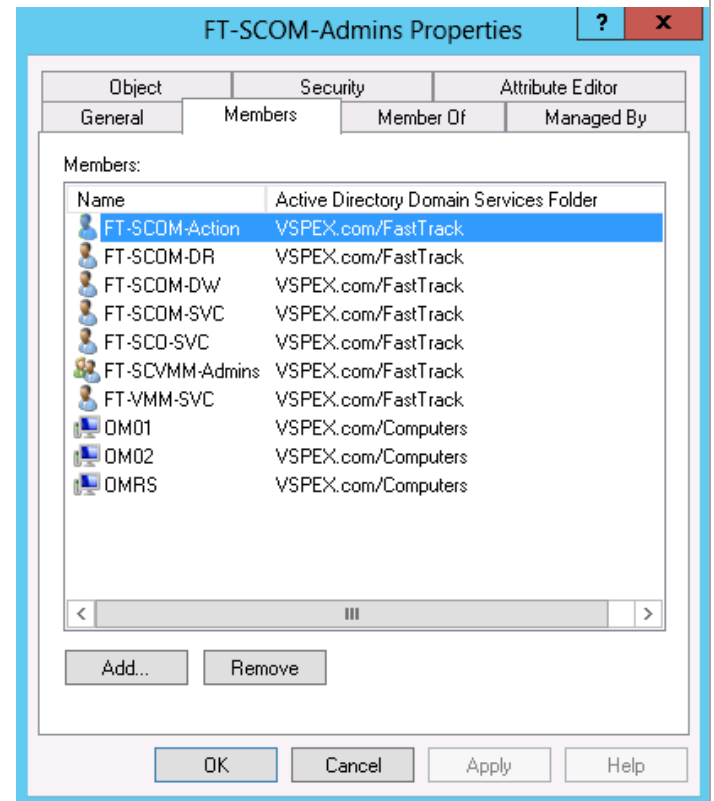 FT-SCOM-Admins Properties ? x
Object Security Attribute Editor
General Members Member Of Managed By
Members:
Name Active Directory Domain Services Folder
FT-SCOM-Action VSPEX.com/FastTrack
FT-SCOM-DR VSPEX.com/FastTrack
FT-SCOM-DW VSPEX.com/FastTrack
FT-SCOM-SVC VSPEX.com/FastTrack
FT-SCO-SVC VSPEX.com/FastTrack
FT-SCVMM-Admins VSPEX.com/FastTrack
FT-VMM-SVC VSPEX.com/FastTrack
OM01 VSPEX.com/Computers
OM02 VSPEX.com/Computers
OMRS VSPEX.com/Computers
Add... Remove
OK Cancel Apply Help